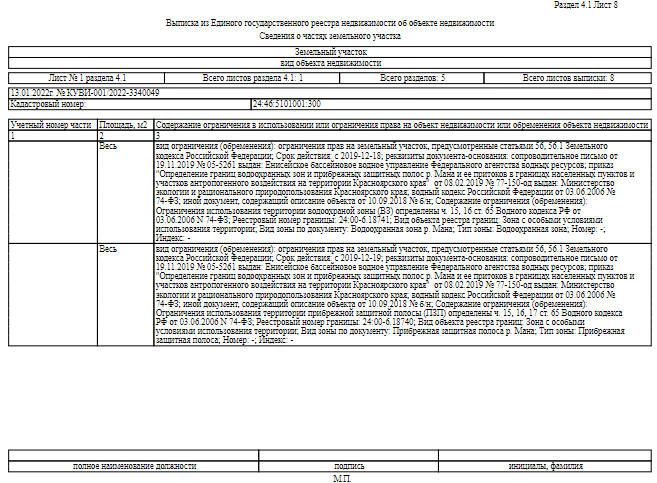 Раздел 4.1 Лист 8
Выписка из Единого государственного реестра недвижимости об объекте недвижимости
Сведения о частях земельного участка
Земельный участок
вид объекта недвижимости
Лист № 1 раздела 4.1 Всего листов раздела 4.1: 1 Всего разделов: 5 Всего листов выписки: 8
13.01.2022г. № КУВИ-001/2022-3340049
Кадастровый номер: 24:46:5101001:300
Учетный номер части Площадь, м2 Содержание ограничения в использовании или ограничения права на объект недвижимости или обременения объекта недвижимости
1 2 3
Весь вид ограничения (обременения): ограничения прав на земельный участок, предусмотренные статьями 56, 56.1 Земельного
кодекса Российской Федерации; Срок действия: с 2019-12-18; реквизиты документа-основания: сопроводительное письмо от
19.11.2019 № 05-5261 выдан: Енисейское бассейновое водное управление Федерального агентства водных ресурсов; приказ
"Определение границ водоохранных зон и прибрежных защитных полос р. Мана и ее притоков в границах населенных пунктов и
участков антропогенного воздействия на территории Красноярского края" от 08.02.2019 № 77-150-од выдан: Министерство
экологии и рационального природопользования Красноярского края; водный кодекс Российской Федерации от 03.06.2006 №
74-ФЗ; иной документ, содержащий описание объекта от 10.09.2018 № б/н; Содержание ограничения (обременения):
Ограничения использования территории водоохраной зоны (ВЗ) определены ч. 15, 16 ст. 65 Водного кодекса РФ от
03.06.2006 N 74-ФЗ; Реестровый номер границы: 24:00-6.18741; Вид объекта реестра границ: Зона с особыми условиями
использования территории; Вид зоны по документу: Водоохранная зона р. Мана; Тип зоны: Водоохранная зона; Номер: -;
Индекс: -
Весь вид ограничения (обременения): ограничения прав на земельный участок, предусмотренные статьями 56, 56.1 Земельного
кодекса Российской Федерации; Срок действия: с 2019-12-19; реквизиты документа-основания: сопроводительное письмо от
19.11.2019 № 05-5261 выдан: Енисейское бассейновое водное управление Федерального агентства водных ресурсов; приказ
"Определение границ водоохранных зон и прибрежных защитных полос р. Мана и ее притоков в границах населенных пунктов и
участков антропогенного воздействия на территории Красноярского края" от 08.02.2019 № 77-150-од выдан: Министерство
экологии и рационального природопользования Красноярского края; водный кодекс Российской Федерации от 03.06.2006 №
74-ФЗ; иной документ, содержащий описание объекта от 10.09.2018 № б/н; Содержание ограничения (обременения):
Ограничения использования территории прибрежной защитной полосы (ПЗП) определены ч. 15, 16, 17 ст. 65 Водного кодекса
РФ от 03.06.2006 N 74-ФЗ; Реестровый номер границы: 24:00-6.18740; Вид объекта реестра границ: Зона с особыми
условиями использования территории; Вид зоны по документу: Прибрежная защитная полоса р. Мана; Тип зоны: Прибрежная
защитная полоса; Номер: -; Индекс: -
полное наименование должности подпись инициалы, фамилия
М.П.